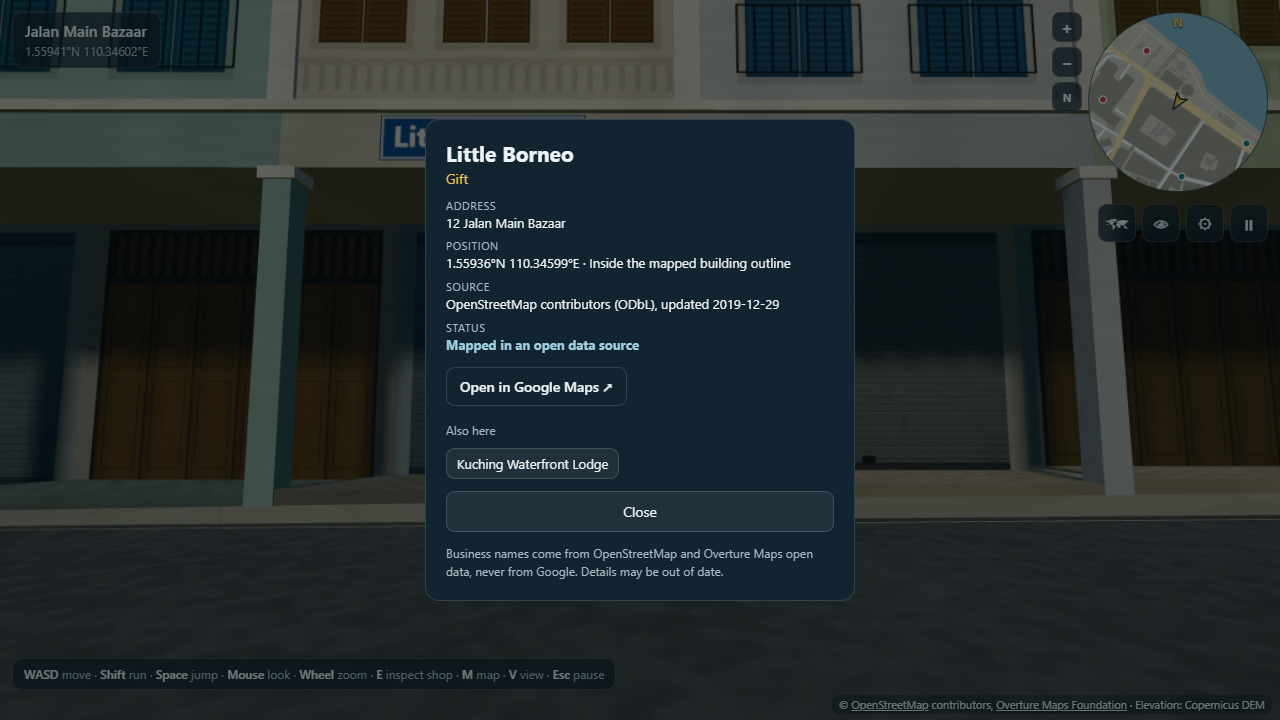 Jalan Main Bazaar
1.55941°N 110.34602°E
N
+
−
N
Lit
Little Borneo
Gift
ADDRESS
12 Jalan Main Bazaar
POSITION
1.55936°N 110.34599°E · Inside the mapped building outline
SOURCE
OpenStreetMap contributors (ODbL), updated 2019-12-29
STATUS
Mapped in an open data source
Open in Google Maps ↗
Also here
Kuching Waterfront Lodge
Close
Business names come from OpenStreetMap and Overture Maps open
data, never from Google. Details may be out of date.
WASD move · Shift run · Space jump · Mouse look · Wheel zoom · E inspect shop · M map · V view · Esc pause
© OpenStreetMap contributors, Overture Maps Foundation · Elevation: Copernicus DEM